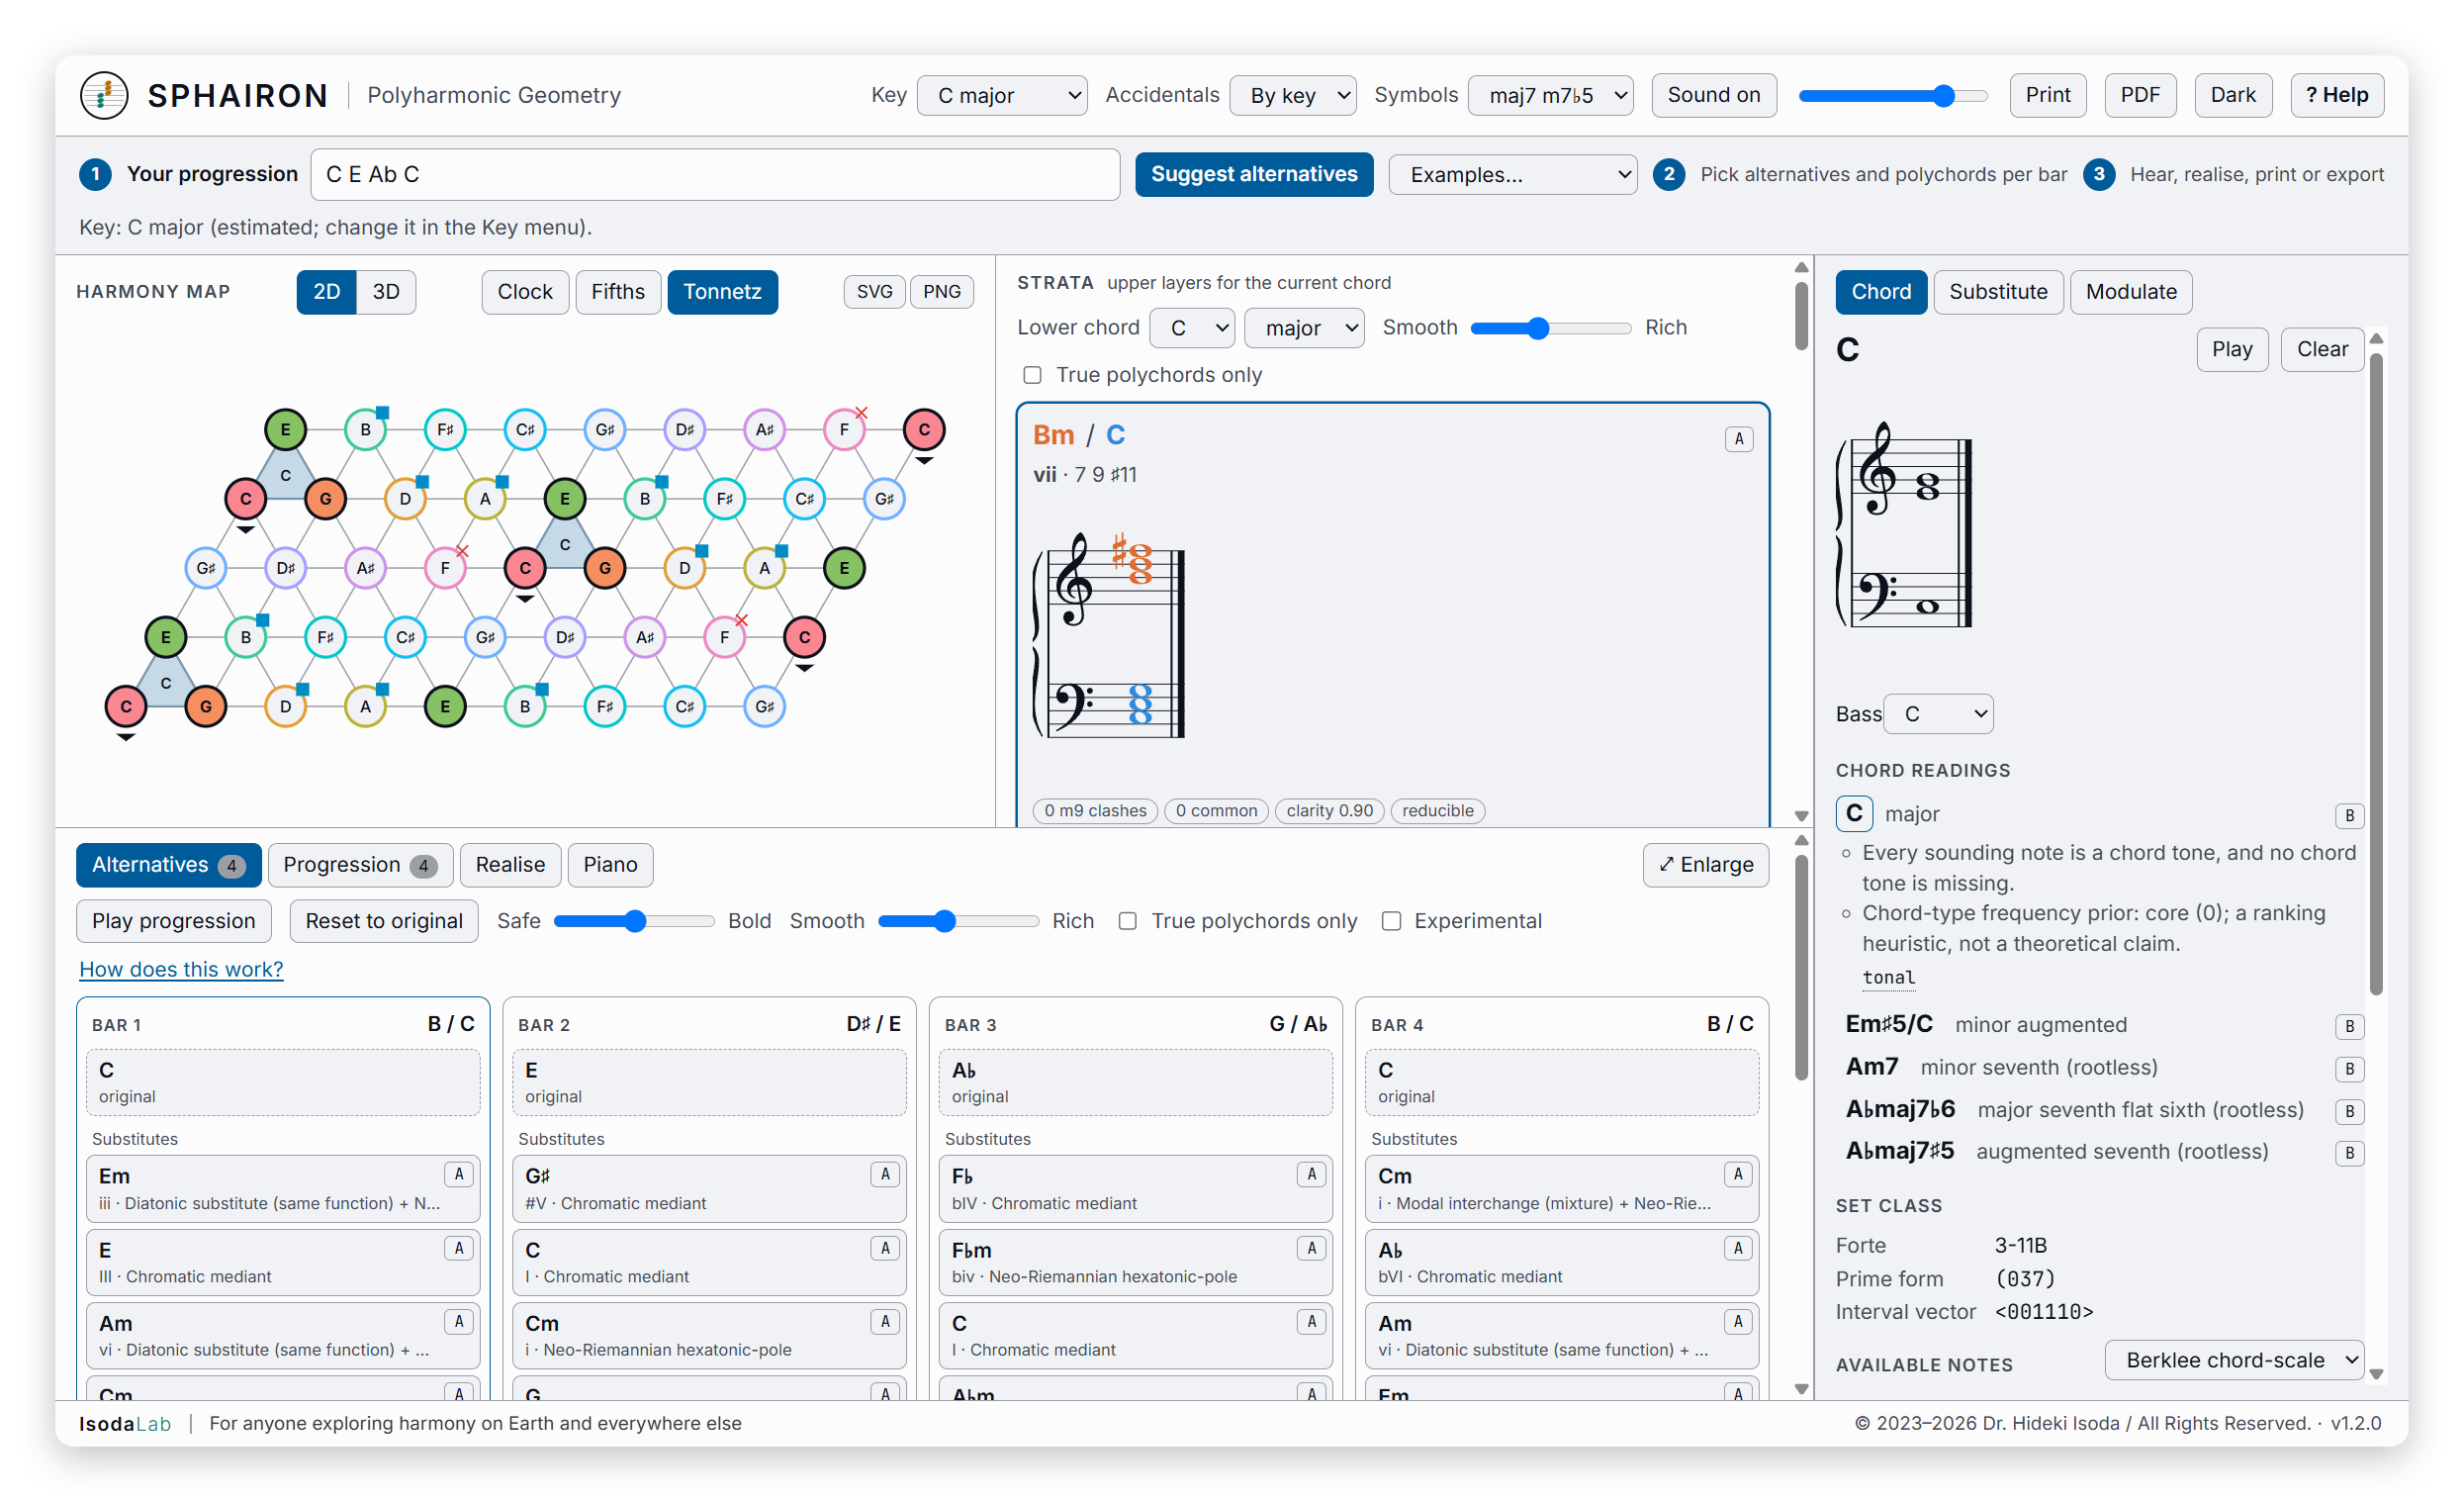 SPHAIRON | Polyharmonic Geometry
Key C major Accidentals By key Symbols maj7 m7♭5 Sound on Print PDF Dark ? Help
1 Your progression C E Ab C Suggest alternatives Examples... 2 Pick alternatives and polychords per bar 3 Hear, realise, print or export
Key: C major (estimated; change it in the Key menu).
HARMONY MAP 2D 3D Clock Fifths Tonnetz SVG PNG
E B F♯ C♯ G♯ D♯ A♯ F C
C
C G D A E B F♯ C♯ G♯
C
G♯ D♯ A♯ F C G D A E
E B F♯ C♯ G♯ D♯ A♯ F C
C
C G D A E B F♯ C♯ G♯
STRATA upper layers for the current chord
Lower chord C major Smooth Rich
True polychords only
Bm / C A
vii · 7 9 ♯11
0 m9 clashes 0 common clarity 0.90 reducible
Alternatives 4 Progression 4 Realise Piano Enlarge
Play progression Reset to original Safe Bold Smooth Rich True polychords only Experimental
How does this work?
BAR 1 B / C
C
original
Substitutes
Em A
iii · Diatonic substitute (same function) + N...
E A
III · Chromatic mediant
Am A
vi · Diatonic substitute (same function) + ...
Cm A
BAR 2 D♯ / E
E
original
Substitutes
G♯ A
#V · Chromatic mediant
C A
I · Chromatic mediant
Cm A
i · Neo-Riemannian hexatonic-pole
G A
BAR 3 G / A♭
A♭
original
Substitutes
F♭ A
bIV · Chromatic mediant
F♭m A
biv · Neo-Riemannian hexatonic-pole
C A
I · Chromatic mediant
A♭m A
BAR 4 B / C
C
original
Substitutes
Cm A
i · Modal interchange (mixture) + Neo-Rie...
A♭ A
bVI · Chromatic mediant
Am A
vi · Diatonic substitute (same function) + ...
Em A
Chord Substitute Modulate
C Play Clear
Bass C
CHORD READINGS
C major B
Every sounding note is a chord tone, and no chord
tone is missing.
Chord-type frequency prior: core (0); a ranking
heuristic, not a theoretical claim.
tonal
Em♯5/C minor augmented B
Am7 minor seventh (rootless) B
A♭maj7♭6 major seventh flat sixth (rootless) B
A♭maj7♯5 augmented seventh (rootless) B
SET CLASS
Forte 3-11B
Prime form (037)
Interval vector <001110>
AVAILABLE NOTES Berklee chord-scale
IsodaLab | For anyone exploring harmony on Earth and everywhere else
© 2023–2026 Dr. Hideki Isoda / All Rights Reserved. · v1.2.0